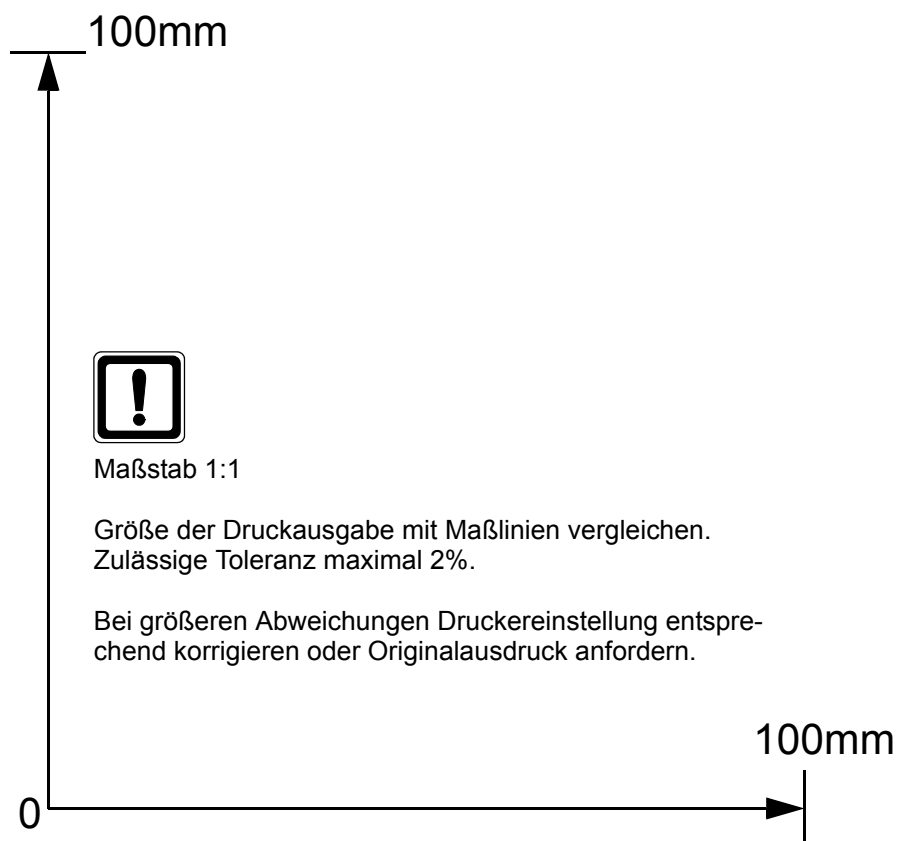 100mm
Maßstab 1:1
Größe der Druckausgabe mit Maßlinien vergleichen.
Zulässige Toleranz maximal 2%.
Bei größeren Abweichungen Druckereinstellung entspre-
chend korrigieren oder Originalausdruck anfordern.
100mm
0